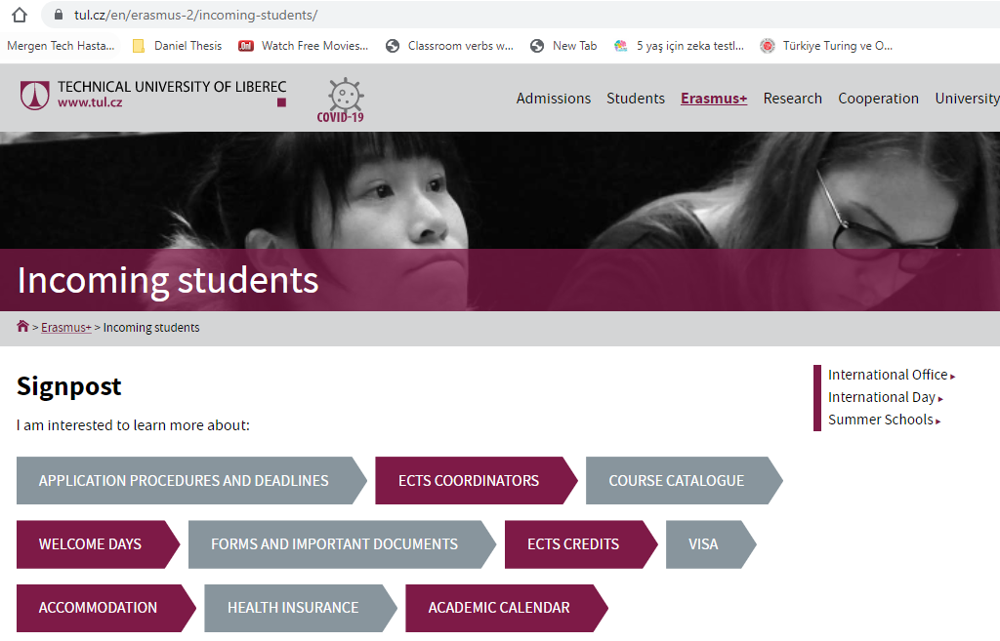 tul.cz/en/erasmus-2/incoming-students/
Mergen Tech Hasta... Daniel Thesis Watch Free Movies... Classroom verbs w... New Tab 5 yaş için zeka testl... Türkiye Turing ve O...
TECHNICAL UNIVERSITY OF LIBEREC
www.tul.cz
COVID-19
Admissions Students Erasmus+ Research Cooperation University
Incoming students
> Erasmus+ > Incoming students
Signpost
I am interested to learn more about:
APPLICATION PROCEDURES AND DEADLINES ECTS COORDINATORS COURSE CATALOGUE
WELCOME DAYS FORMS AND IMPORTANT DOCUMENTS ECTS CREDITS VISA
ACCOMMODATION HEALTH INSURANCE ACADEMIC CALENDAR
International Office
International Day
Summer Schools